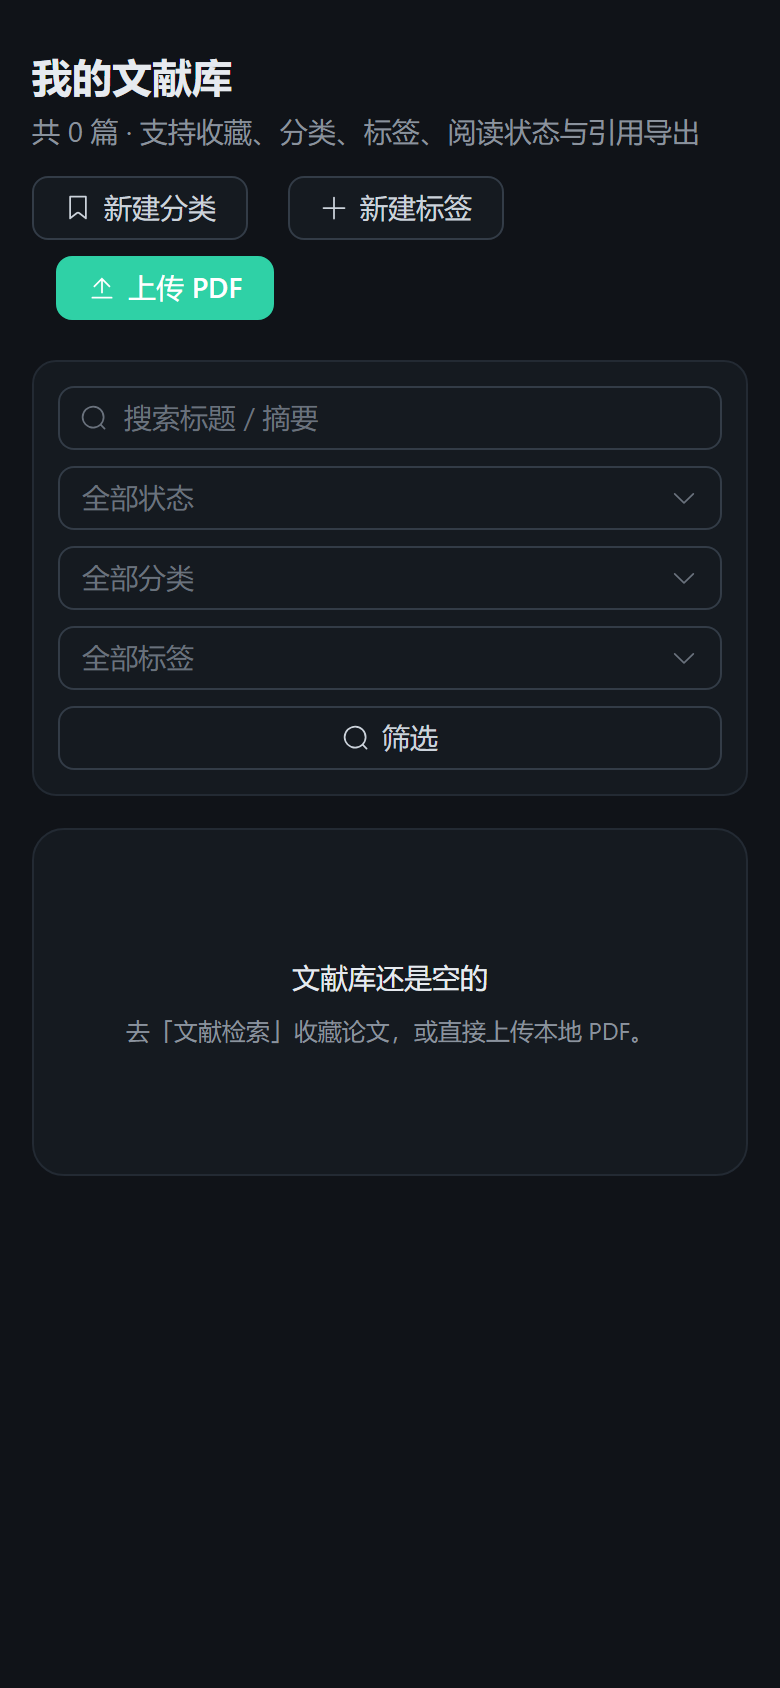 我的文献库
共 0 篇 · 支持收藏、分类、标签、阅读状态与引用导出
新建分类
新建标签
上传 PDF
搜索标题 / 摘要
全部状态
全部分类
全部标签
筛选
文献库还是空的
去「文献检索」收藏论文，或直接上传本地 PDF。